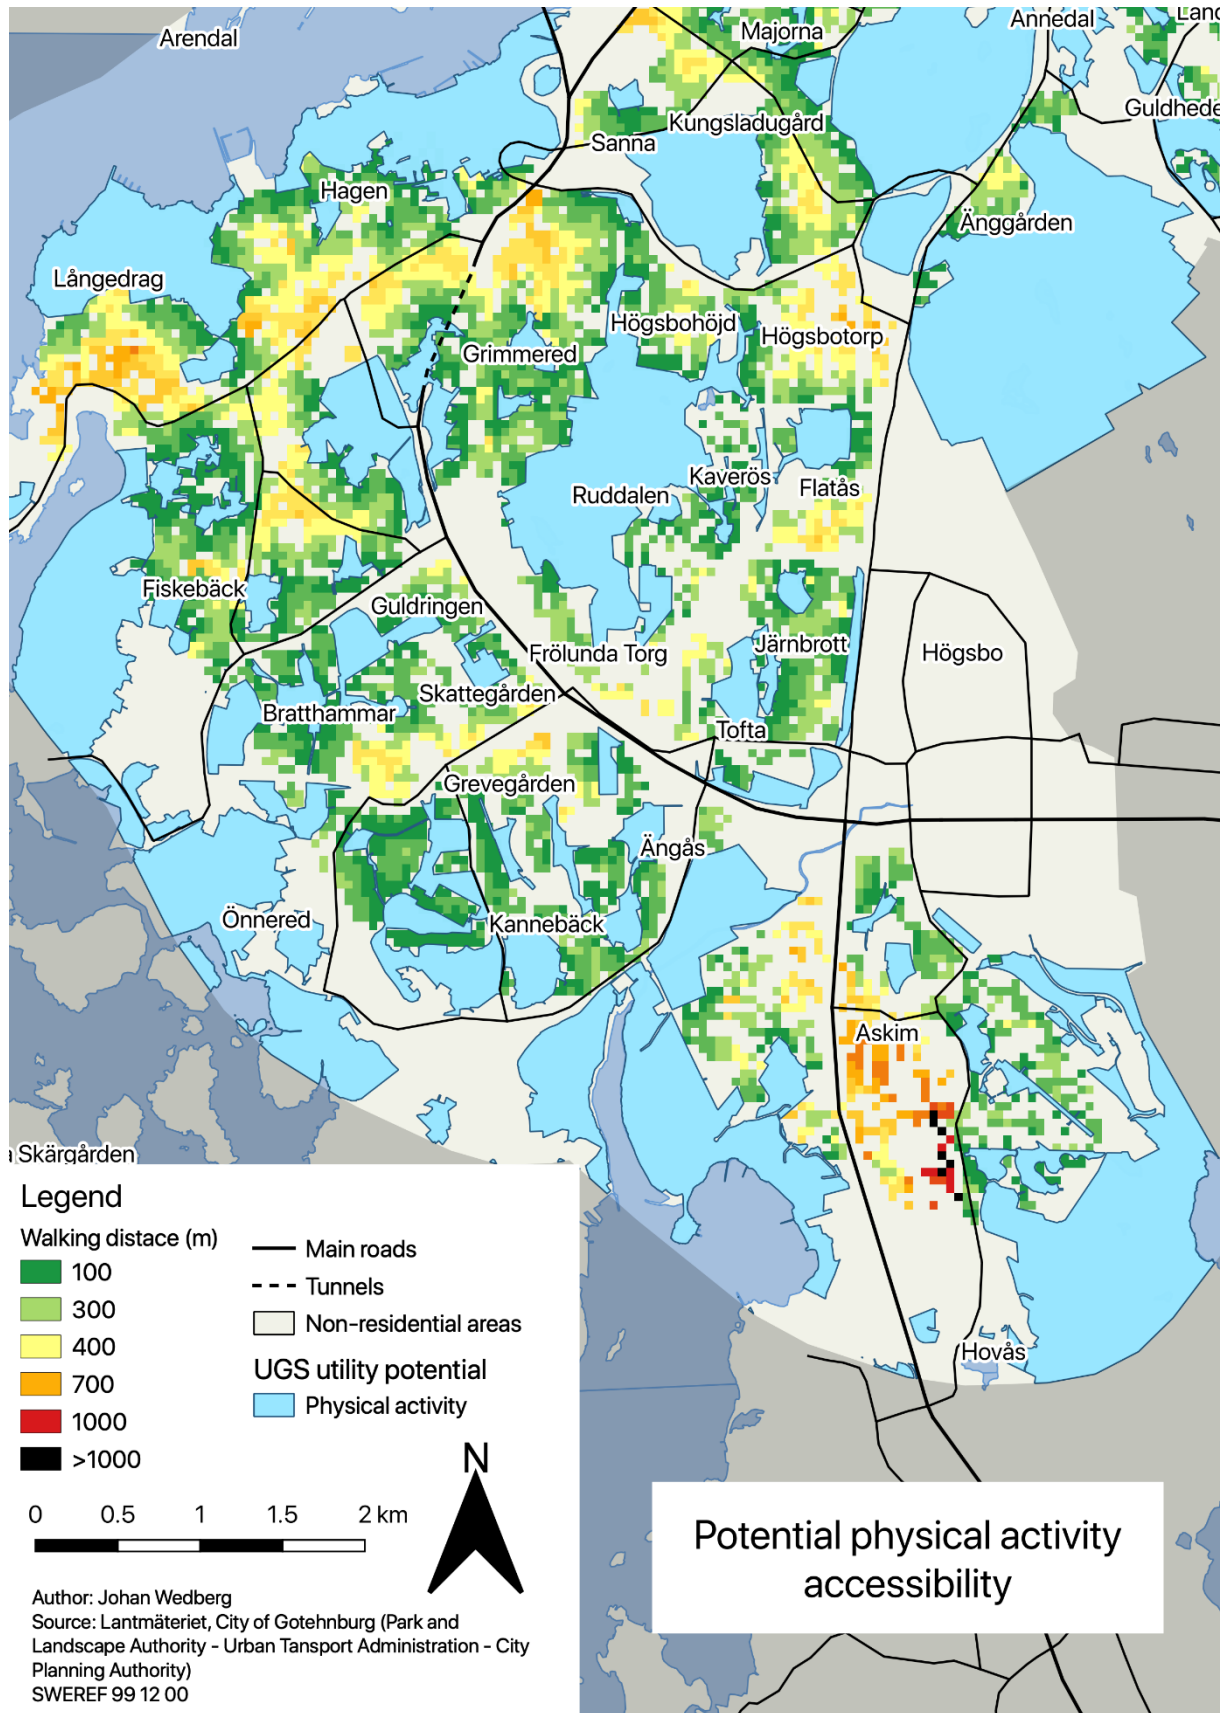 Arendal
Majorna
Annedal
Kungsladugård
Guldhede
Sanna
Hagen
Änggården
Långedrag
Högsbohöjd
Högsbotorp
Grimmered
Kaverös
Flatås
Ruddalen
Fiskebäck
Guldringen
Frölunda Torg
Järnbrott
Högsbo
Skattegården
Bratthammar
Tofta
Grevegården
Ängås
Önnered
Kannebäck
Askim
a Skärgården
Hovås
Legend
Walking distace (m)
100
300
400
700
1000
>1000
Main roads
Tunnels
Non-residential areas
UGS utility potential
Physical activity
N
0 0.5 1 1.5 2 km
Author: Johan Wedberg
Source: Lantmäteriet, City of Gotehnburg (Park and
Landscape Authority - Urban Tansport Administration - City
Planning Authority)
SWEREF 99 12 00
Potential physical activity
accessibility